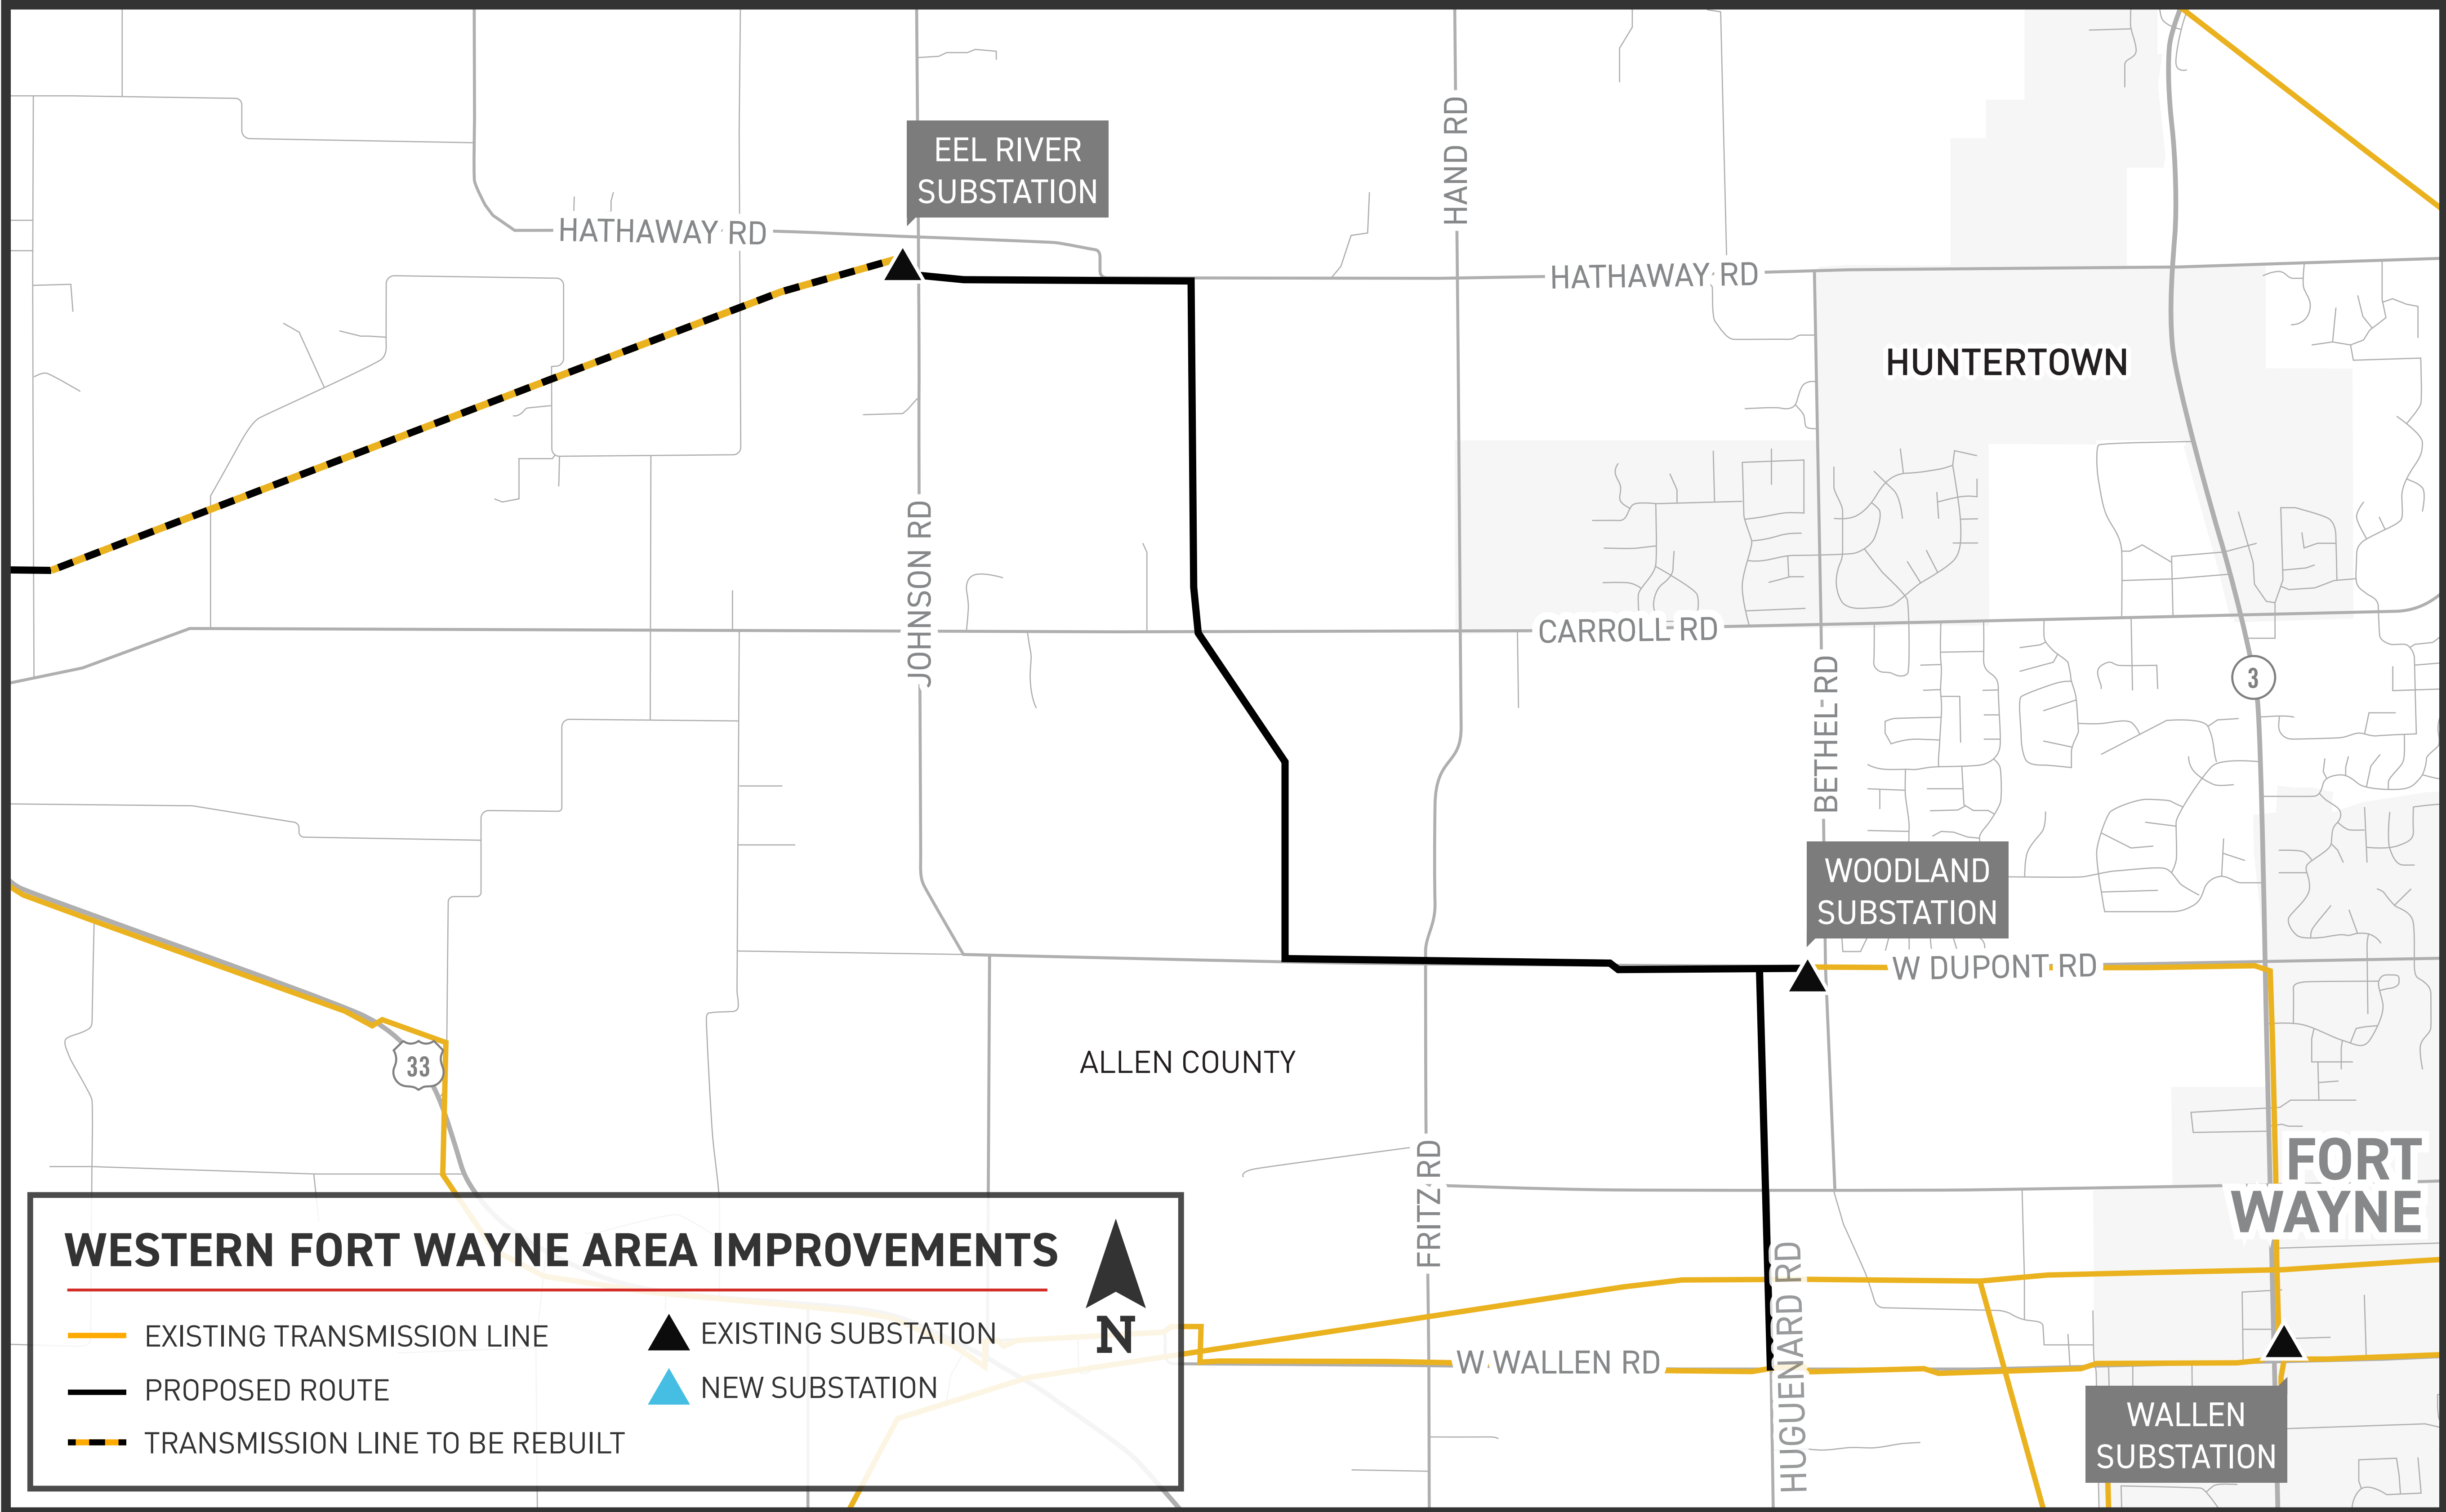 EEL RIVER
SUBSTATION
HAND RD
HATHAWAY RD
HATHAWAY RD
HUNTERTOWN
JOHNSON RD
CARROLL RD
3
BETHEL RD
WOODLAND
SUBSTATION
W DUPONT RD
33
ALLEN COUNTY
FORT
WAYNE
FRITZ RD
HUGUENARD RD
W WALLEN RD
WALLEN
SUBSTATION
WESTERN FORT WAYNE AREA IMPROVEMENTS
N
EXISTING TRANSMISSION LINE
PROPOSED ROUTE
TRANSMISSION LINE TO BE REBUILT
EXISTING SUBSTATION
NEW SUBSTATION